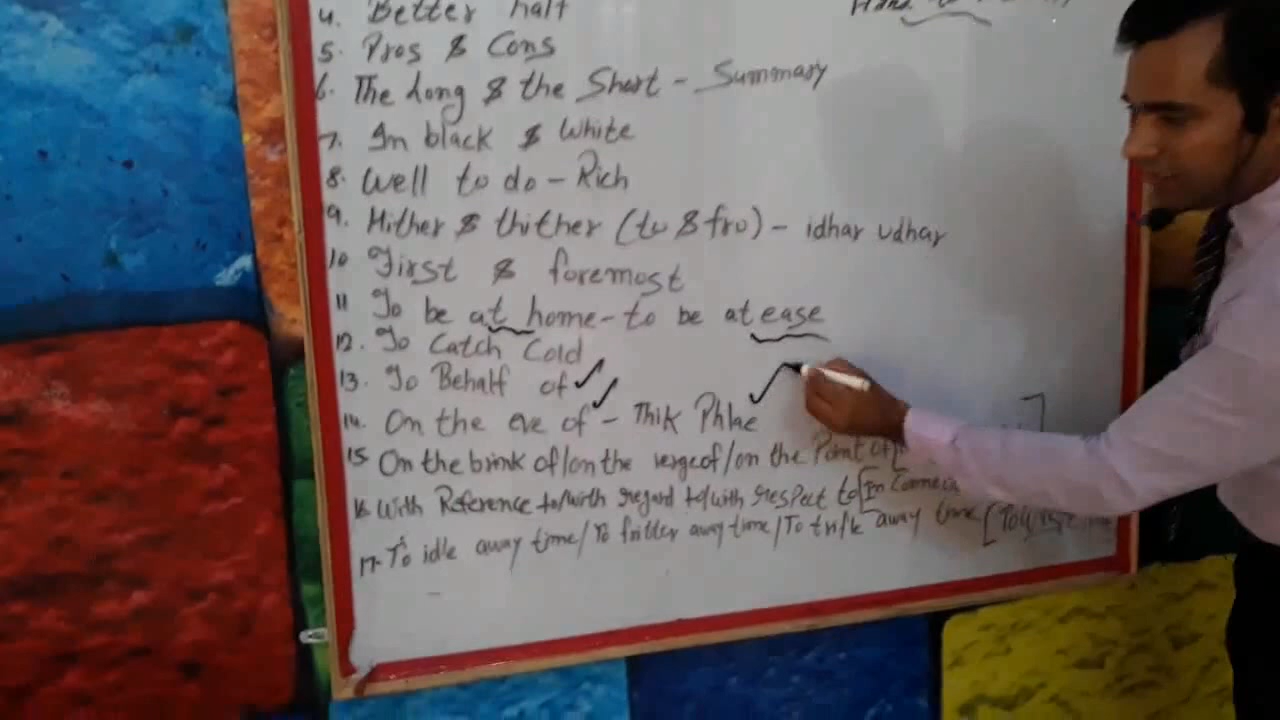 4. Better half
5. Pros & Cons
6. The Long & the Short - Summary
7. In black & White
8. Well to do - Rich
9. Hither & thither (to & fro) - idhar udhar
10 First & foremost
11 To be at home - to be at ease
12. To Catch Cold
13. To Behalf of
14. On the eve of - Thik Phle
15 On the brink of/on the verge of/on the Point of [
16. With Reference to/with regard to/with respect to [In Connec
17. To idle away time/To fritter away time/To trifle away time [To